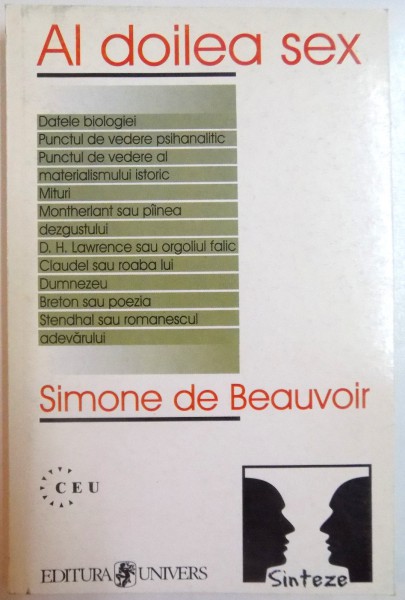 Al doilea sex
Datele biologiei
Punctul de vedere psihanalitic
Punctul de vedere al
materialismului istoric
Mituri
Montherlant sau pîinea
dezgustului
D. H. Lawrence sau orgoliul falic
Claudel sau roaba lui
Dumnezeu
Breton sau poezia
Stendhal sau romanescul
adevărului
Simone de Beauvoir
CEU
EDITURA UNIVERS
Sinteze